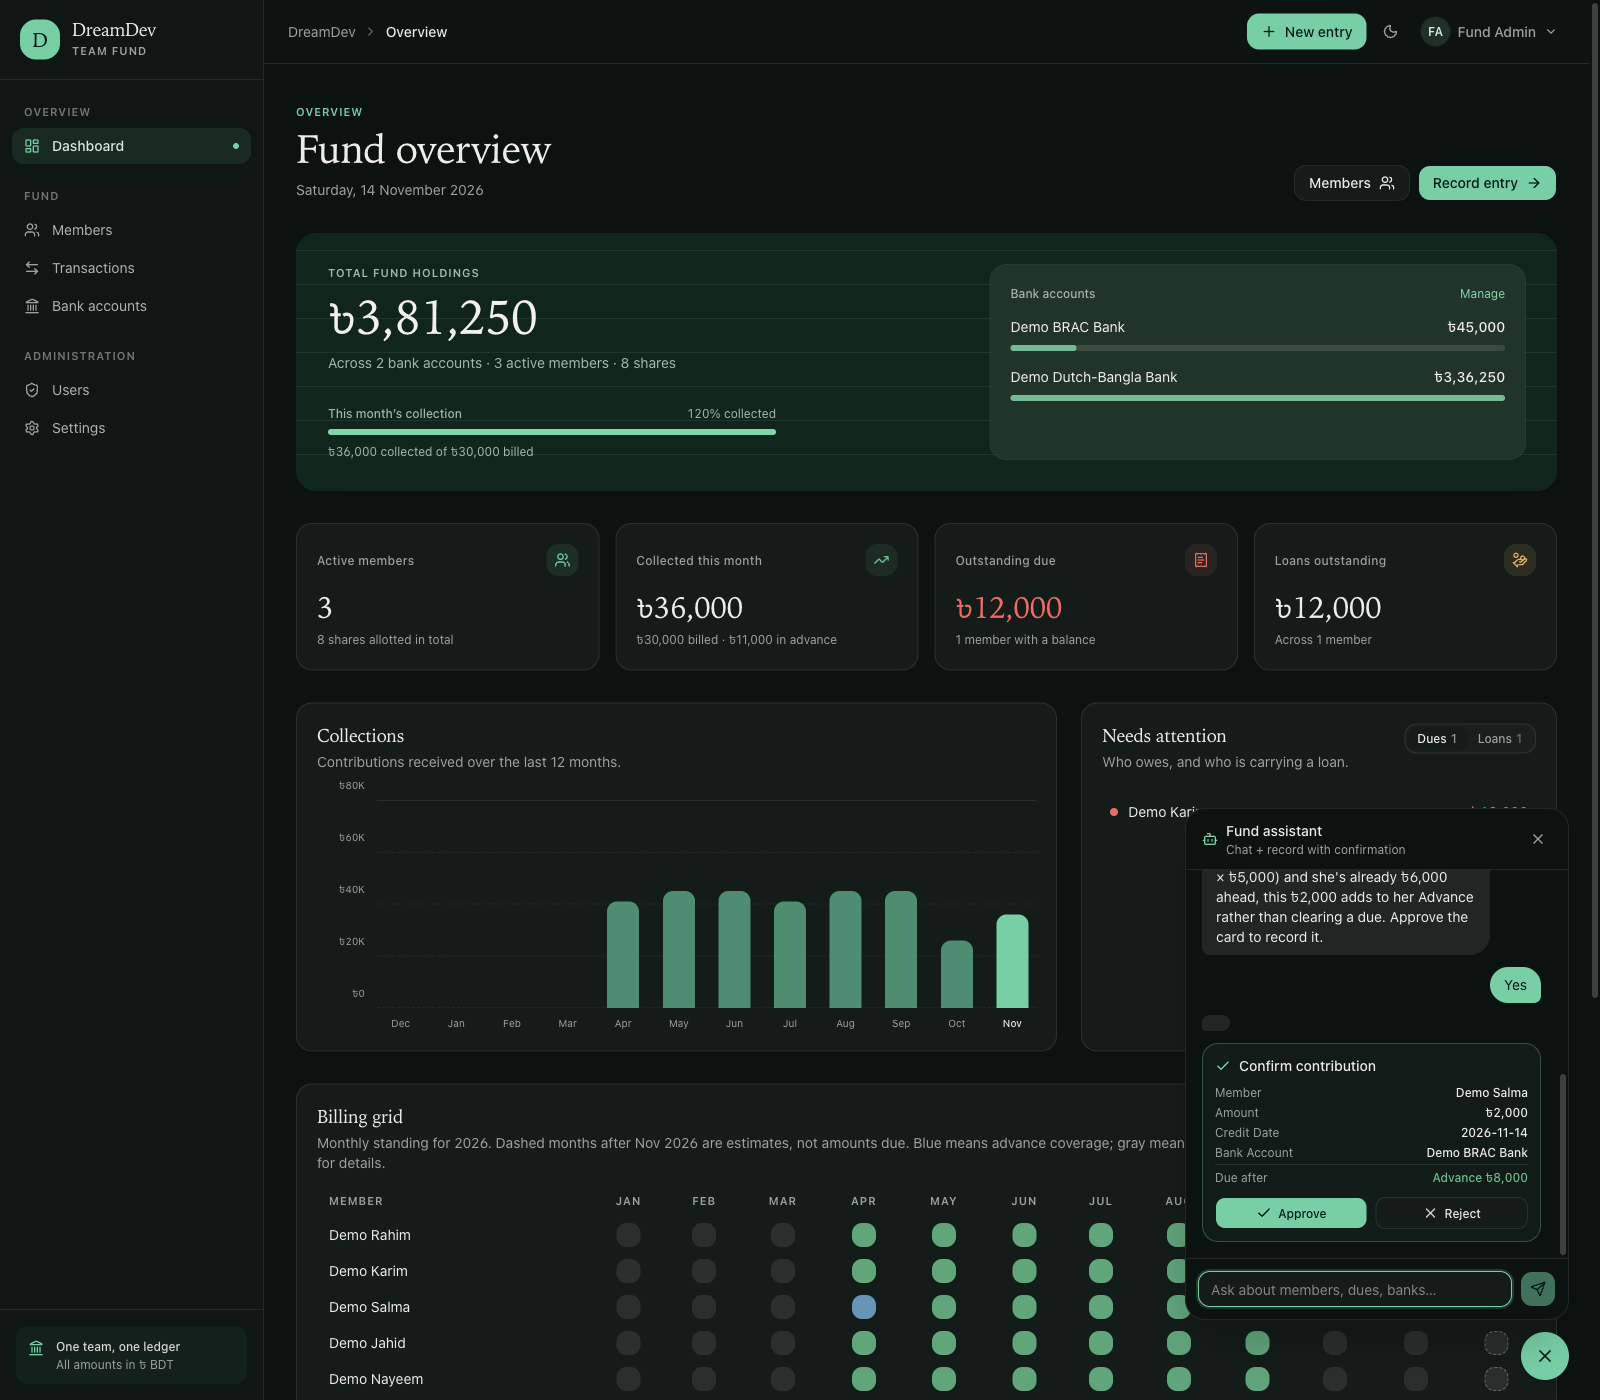 D
DreamDev
TEAM FUND
OVERVIEW
Dashboard
FUND
Members
Transactions
Bank accounts
ADMINISTRATION
Users
Settings
One team, one ledger
All amounts in ৳ BDT
DreamDev > Overview
+ New entry
FA Fund Admin
OVERVIEW
Fund overview
Saturday, 14 November 2026
Members
Record entry
TOTAL FUND HOLDINGS
৳3,81,250
Across 2 bank accounts · 3 active members · 8 shares
This month's collection 120% collected
৳36,000 collected of ৳30,000 billed
Bank accounts Manage
Demo BRAC Bank ৳45,000
Demo Dutch-Bangla Bank ৳3,36,250
Active members
3
8 shares allotted in total
Collected this month
৳36,000
৳30,000 billed · ৳11,000 in advance
Outstanding due
৳12,000
1 member with a balance
Loans outstanding
৳12,000
Across 1 member
Collections
Contributions received over the last 12 months.
৳80K
৳60K
৳40K
৳20K
৳0
Dec Jan Feb Mar Apr May Jun Jul Aug Sep Oct Nov
Needs attention
Dues 1 Loans 1
Who owes, and who is carrying a loan.
Demo Kari
Billing grid
Monthly standing for 2026. Dashed months after Nov 2026 are estimates, not amounts due. Blue means advance coverage; gray mean
for details.
MEMBER JAN FEB MAR APR MAY JUN JUL AUG
Demo Rahim
Demo Karim
Demo Salma
Demo Jahid
Demo Nayeem
Fund assistant
Chat + record with confirmation
× ৳5,000) and she's already ৳6,000
ahead, this ৳2,000 adds to her Advance
rather than clearing a due. Approve the
card to record it.
Yes
Confirm contribution
Member Demo Salma
Amount ৳2,000
Credit Date 2026-11-14
Bank Account Demo BRAC Bank
Due after Advance ৳8,000
Approve
Reject
Ask about members, dues, banks...